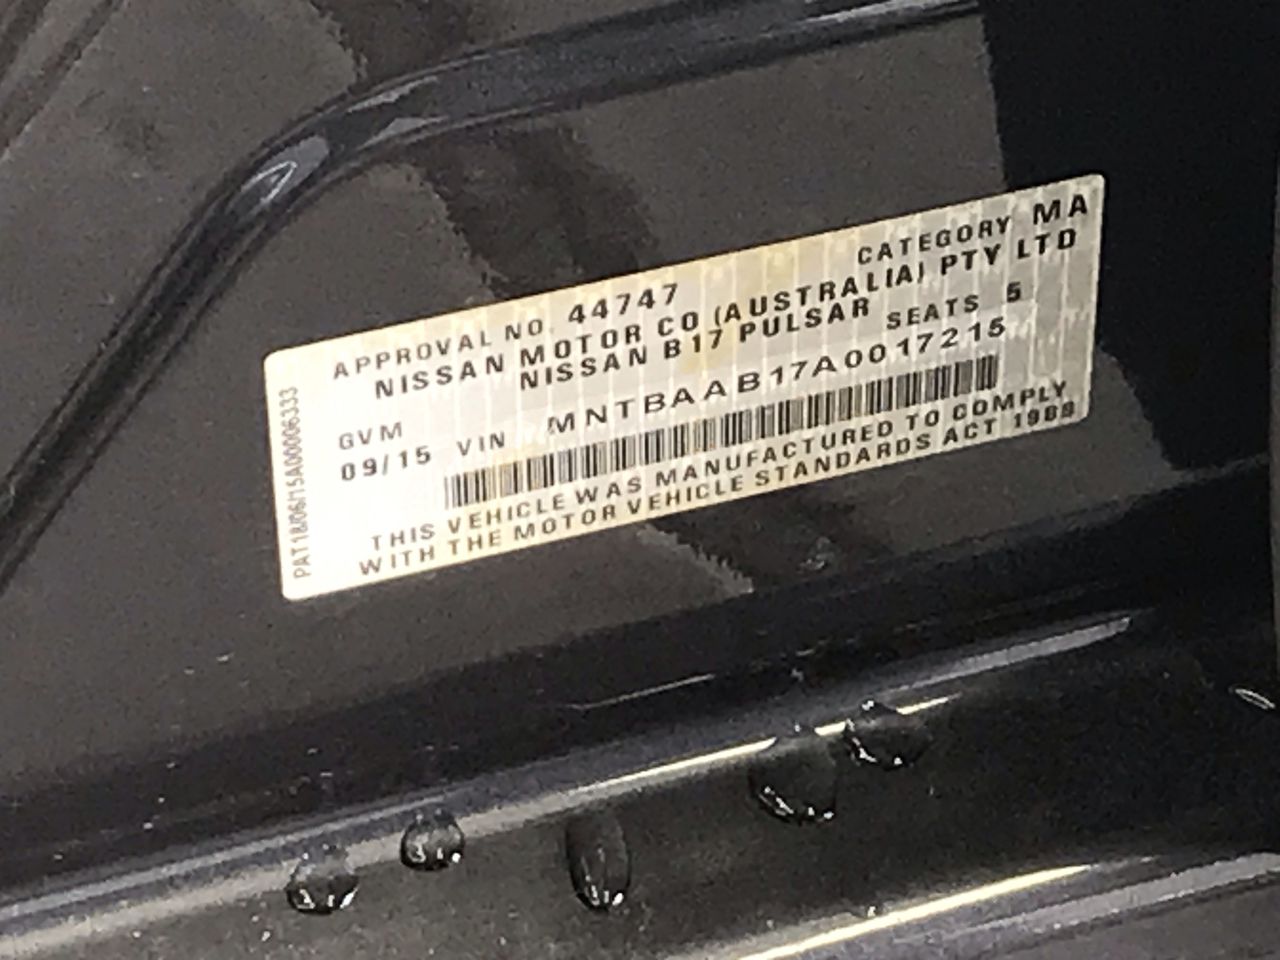 APPROVAL NO. 44747 CATEGORY MA
NISSAN MOTOR CO (AUSTRALIA) PTY LTD
NISSAN B17 PULSAR SEATS 5
GVM
09/15 VIN MNTBAAB17A0017215
THIS VEHICLE WAS MANUFACTURED TO COMPLY
WITH THE MOTOR VEHICLE STANDARDS ACT 1989
PAT18/06/15A00006333